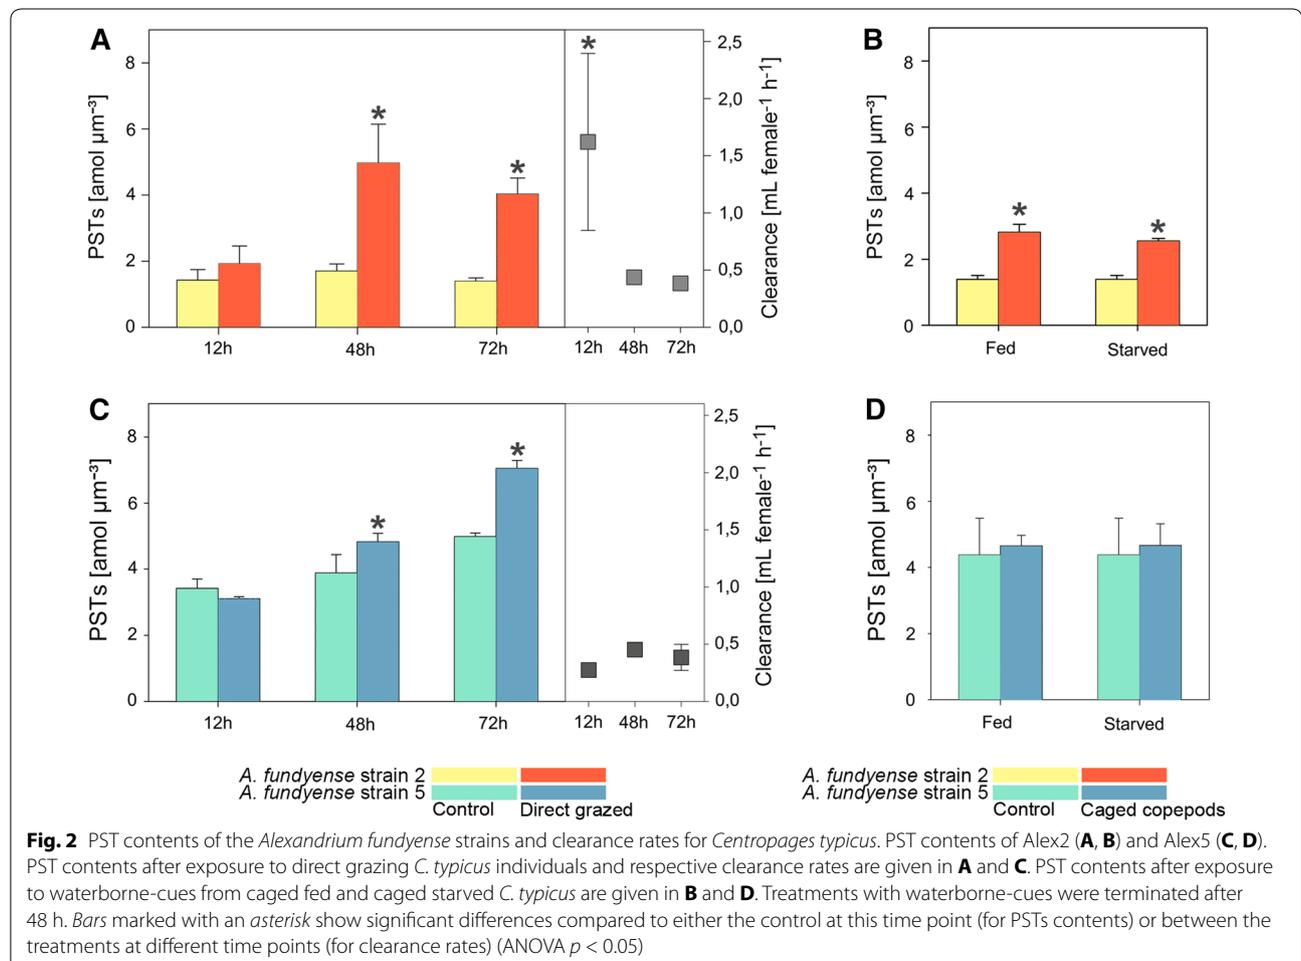 A
B
PSTs [amol µm⁻³]
8
6
4
2
0
12h
48h
72h
*
*
*
2,5
2,0
1,5
1,0
0,5
0,0
12h
48h
72h
Clearance [mL female⁻¹ h⁻¹]
PSTs [amol µm⁻³]
8
6
4
2
0
*
*
Fed
Starved
C
D
PSTs [amol µm⁻³]
8
6
4
2
0
12h
48h
72h
*
*
2,5
2,0
1,5
1,0
0,5
0,0
12h
48h
72h
Clearance [mL female⁻¹ h⁻¹]
PSTs [amol µm⁻³]
8
6
4
2
0
Fed
Starved
A. fundyense strain 2
A. fundyense strain 5
Control Direct grazed
A. fundyense strain 2
A. fundyense strain 5
Control Caged copepods
Fig. 2 PST contents of the Alexandrium fundyense strains and clearance rates for Centropages typicus. PST contents of Alex2 (A, B) and Alex5 (C, D).
PST contents after exposure to direct grazing C. typicus individuals and respective clearance rates are given in A and C. PST contents after exposure
to waterborne-cues from caged fed and caged starved C. typicus are given in B and D. Treatments with waterborne-cues were terminated after
48 h. Bars marked with an asterisk show significant differences compared to either the control at this time point (for PSTs contents) or between the
treatments at different time points (for clearance rates) (ANOVA p < 0.05)